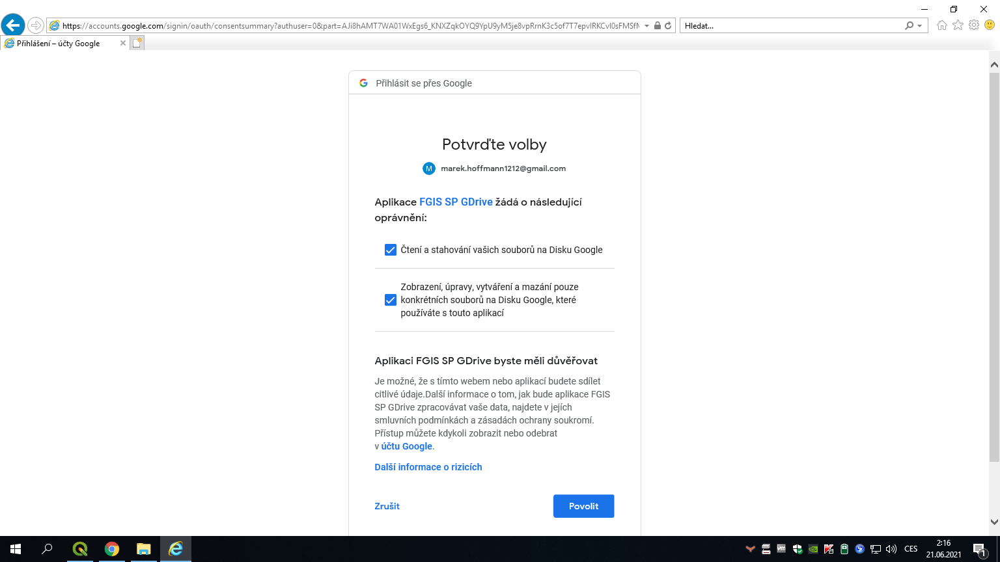 https://accounts.google.com/signin/oauth/consentsummary?authuser=0&part=AJi8hAMT7WA01WxEgs6_KNXZqkOYQ9YpU9yM5je8vpRrnK3c5of7T7epvlRKCvI0sFMSfN
Hledat...
Přihlášení – účty Google
Přihlásit se přes Google
Potvrďte volby
M marek.hoffmann1212@gmail.com
Aplikace FGIS SP GDrive žádá o následující
oprávnění:
Čtení a stahování vašich souborů na Disku Google
Zobrazení, úpravy, vytváření a mazání pouze
konkrétních souborů na Disku Google, které
používáte s touto aplikací
Aplikaci FGIS SP GDrive byste měli důvěřovat
Je možné, že s tímto webem nebo aplikací budete sdílet
citlivé údaje.Další informace o tom, jak bude aplikace FGIS
SP GDrive zpracovávat vaše data, najdete v jejích
smluvních podmínkách a zásadách ochrany soukromí.
Přístup můžete kdykoli zobrazit nebo odebrat
v účtu Google.
Další informace o rizicích
Zrušit
Povolit
CES
2:16
21.06.2021
1